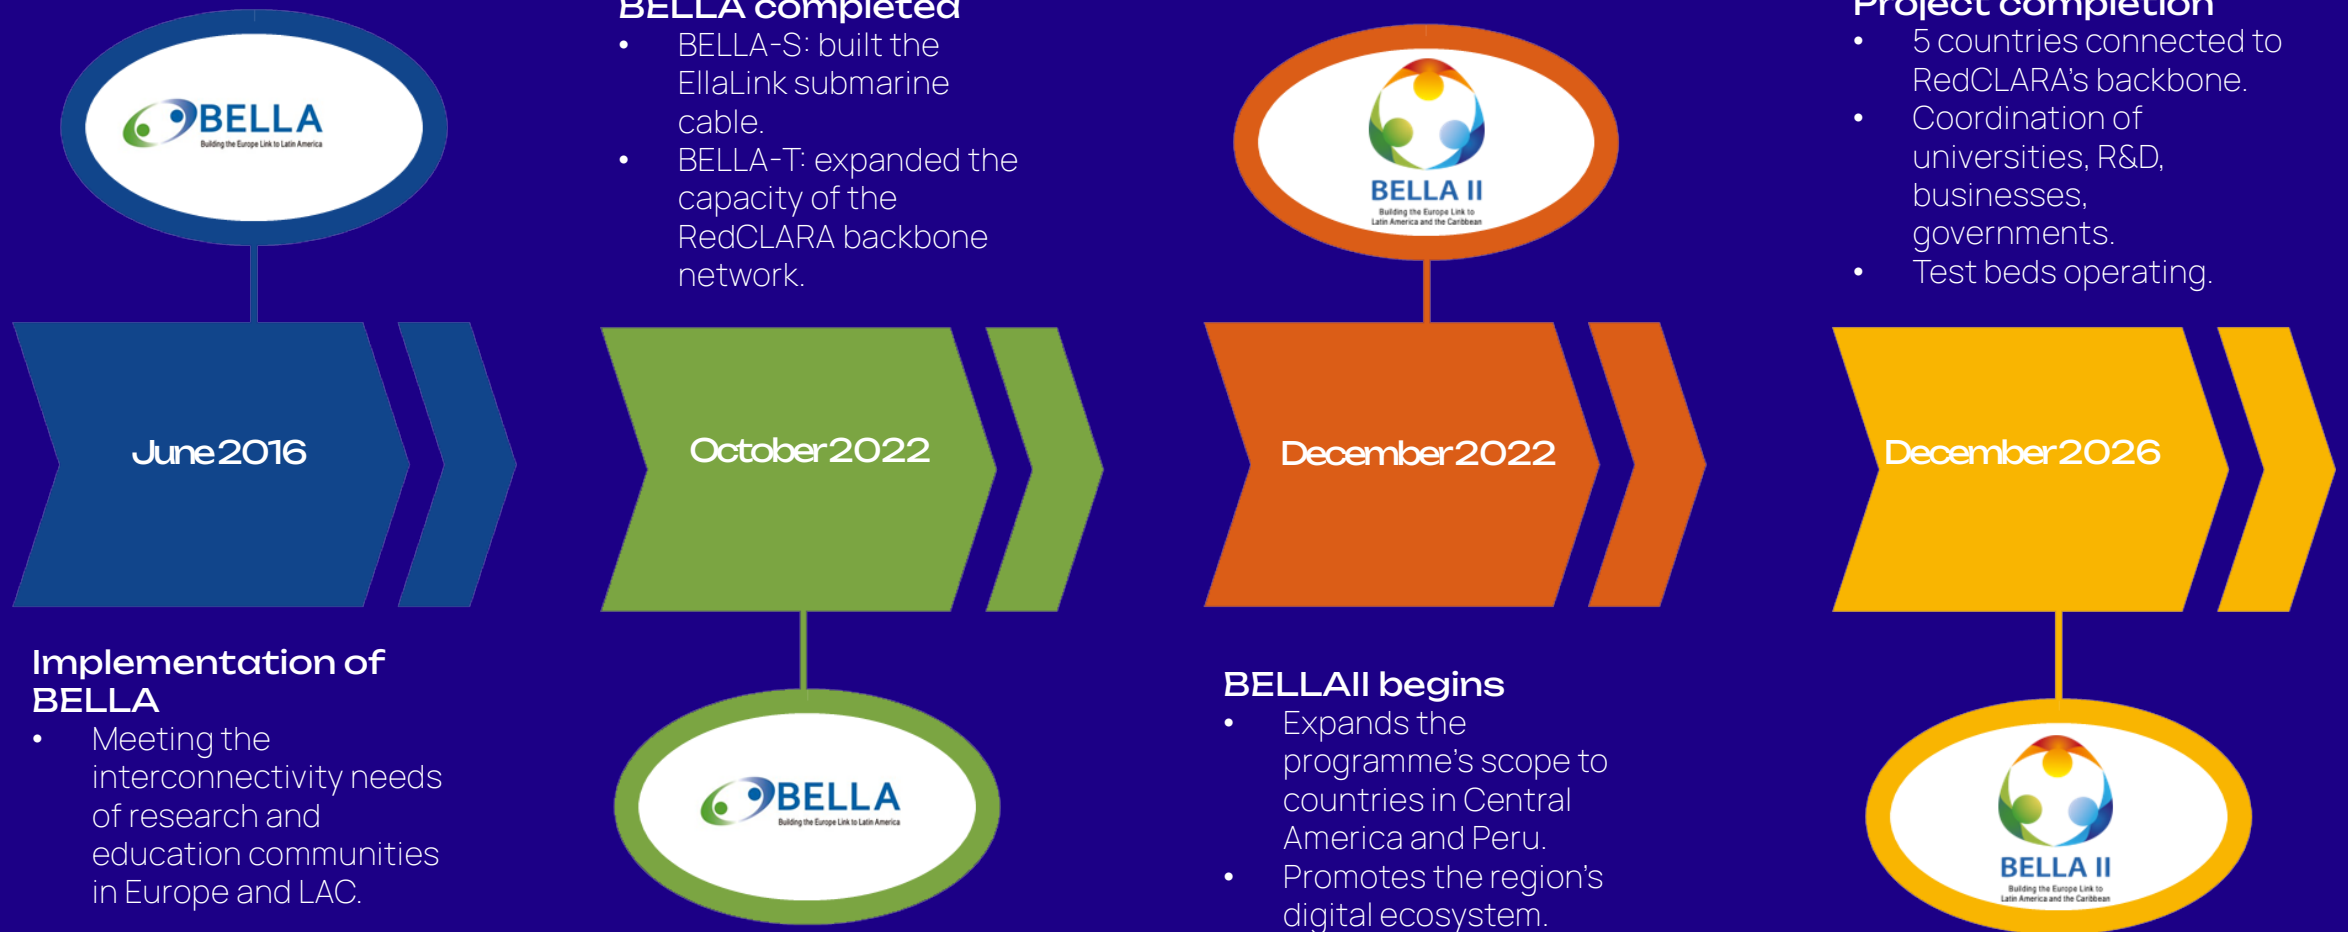 BELLA
Building the Europe Link to Latin America
June 2016
Implementation of
BELLA
• Meeting the
interconnectivity needs
of research and
education communities
in Europe and LAC.
BELLA completed
• BELLA-S: built the
EllaLink submarine
cable.
• BELLA-T: expanded the
capacity of the
RedCLARA backbone
network.
October 2022
BELLA
Building the Europe Link to Latin America
BELLA II
Building the Europe Link to
Latin America and the Caribbean
December 2022
BELLAII begins
• Expands the
programme's scope to
countries in Central
America and Peru.
• Promotes the region's
digital ecosystem.
Project completion
• 5 countries connected to
RedCLARA's backbone.
• Coordination of
universities, R&D,
businesses,
governments.
• Test beds operating.
December 2026
BELLA II
Building the Europe Link to
Latin America and the Caribbean